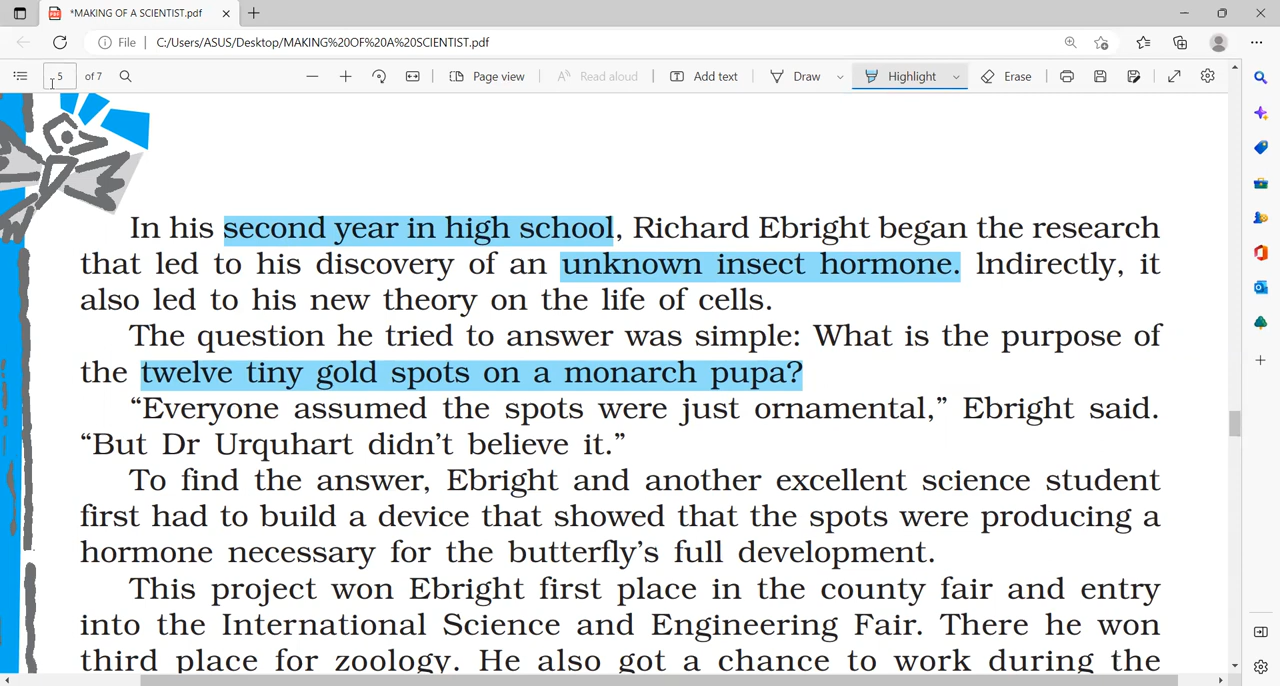 *MAKING OF A SCIENTIST.pdf
File C:/Users/ASUS/Desktop/MAKING%20OF%20A%20SCIENTIST.pdf
5 of 7 Page view Read aloud Add text Draw Highlight Erase
In his second year in high school, Richard Ebright began the research
that led to his discovery of an unknown insect hormone. lndirectly, it
also led to his new theory on the life of cells.
The question he tried to answer was simple: What is the purpose of
the twelve tiny gold spots on a monarch pupa?
“Everyone assumed the spots were just ornamental,” Ebright said.
“But Dr Urquhart didn’t believe it.”
To find the answer, Ebright and another excellent science student
first had to build a device that showed that the spots were producing a
hormone necessary for the butterfly’s full development.
This project won Ebright first place in the county fair and entry
into the International Science and Engineering Fair. There he won
third place for zoology. He also got a chance to work during the